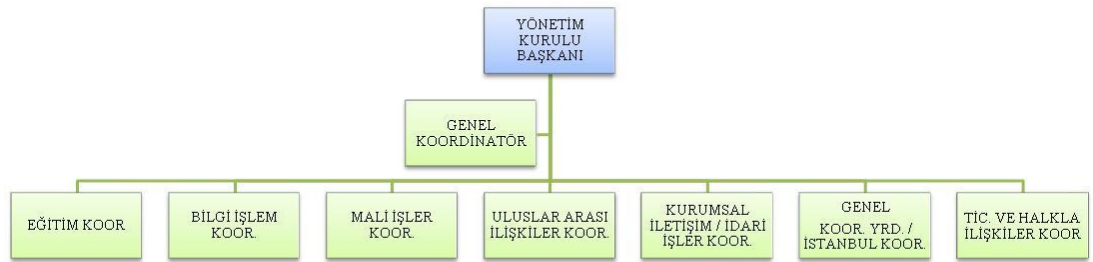 YÖNETİM
KURULU
BAŞKANI
GENEL
KOORDİNATÖR
EĞİTİM KOOR
BİLGİ İŞLEM
KOOR.
MALİ İŞLER
KOOR.
ULUSLAR ARASI
İLİŞKİLER KOOR.
KURUMSAL
İLETİŞİM / İDARİ
İŞLER KOOR.
GENEL
KOOR. YRD. /
İSTANBUL KOOR.
TİC. VE HALKLA
İLİŞKİLER KOOR